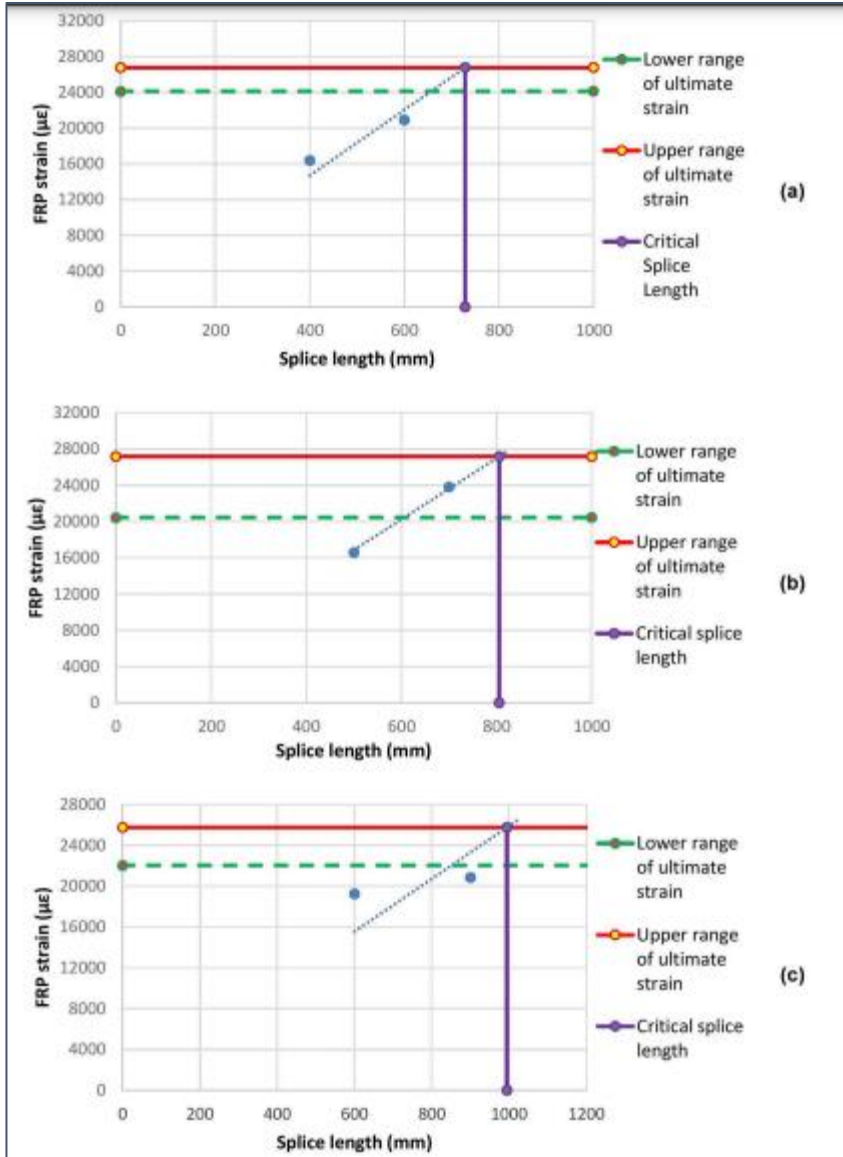 32000
28000
24000
20000
16000
12000
8000
4000
0
FRP strain (με)
0 200 400 600 800 1000
Splice length (mm)
Lower range
of ultimate
strain
Upper range
of ultimate
strain
Critical
Splice
Length
(a)
32000
28000
24000
20000
16000
12000
8000
4000
0
FRP strain (με)
0 200 400 600 800 1000
Splice length (mm)
Lower range
of ultimate
strain
Upper range
of ultimate
strain
Critical splice
length
(b)
28000
24000
20000
16000
12000
8000
4000
0
FRP strain (με)
0 200 400 600 800 1000 1200
Splice length (mm)
Lower range
of ultimate
strain
Upper range
of ultimate
strain
Critical splice
length
(c)